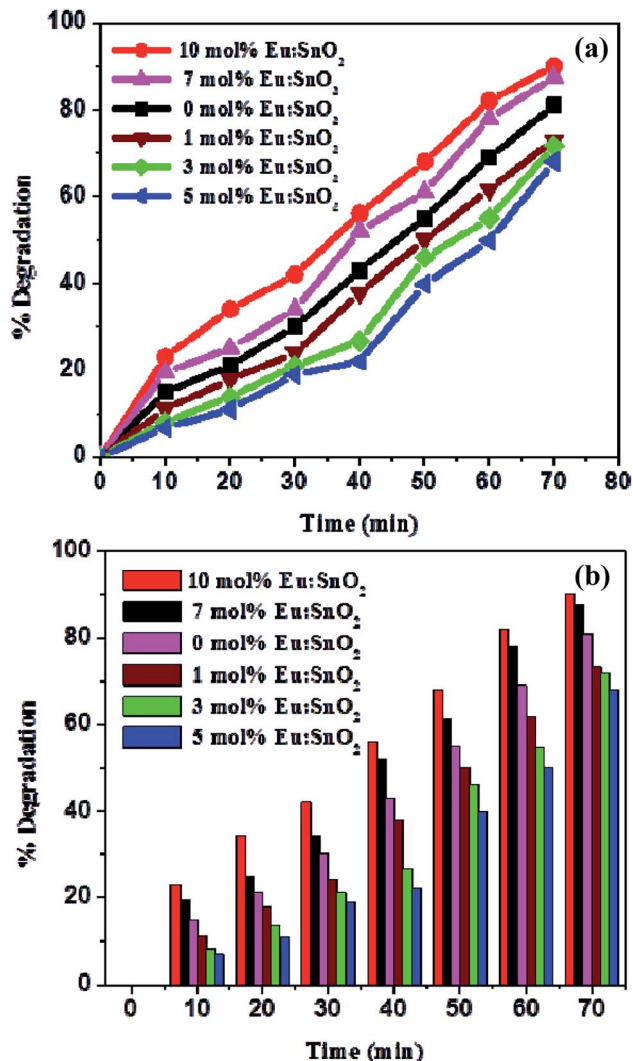 100
80
60
40
20
0
% Degradation
(a)
10 mol% Eu:SnO₂
7 mol% Eu:SnO₂
0 mol% Eu:SnO₂
1 mol% Eu:SnO₂
3 mol% Eu:SnO₂
5 mol% Eu:SnO₂
0 10 20 30 40 50 60 70 80
Time (min)
100
80
60
40
20
0
% Degradation
(b)
10 mol% Eu:SnO₂
7 mol% Eu:SnO₂
0 mol% Eu:SnO₂
1 mol% Eu:SnO₂
3 mol% Eu:SnO₂
5 mol% Eu:SnO₂
0 10 20 30 40 50 60 70
Time (min)